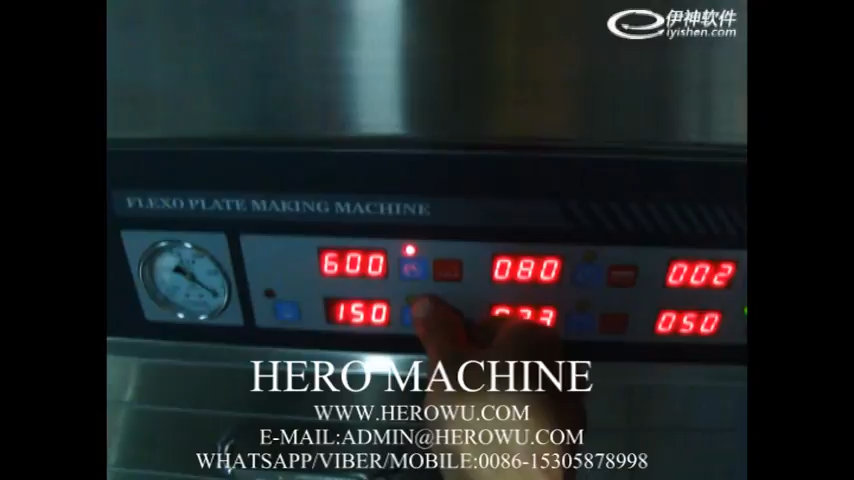 伊神软件
iyishen.com
FLEXO PLATE MAKING MACHINE
600 080 002
150 023 050
HERO MACHINE
WWW.HEROWU.COM
E-MAIL:ADMIN@HEROWU.COM
WHATSAPP/VIBER/MOBILE:0086-15305878998